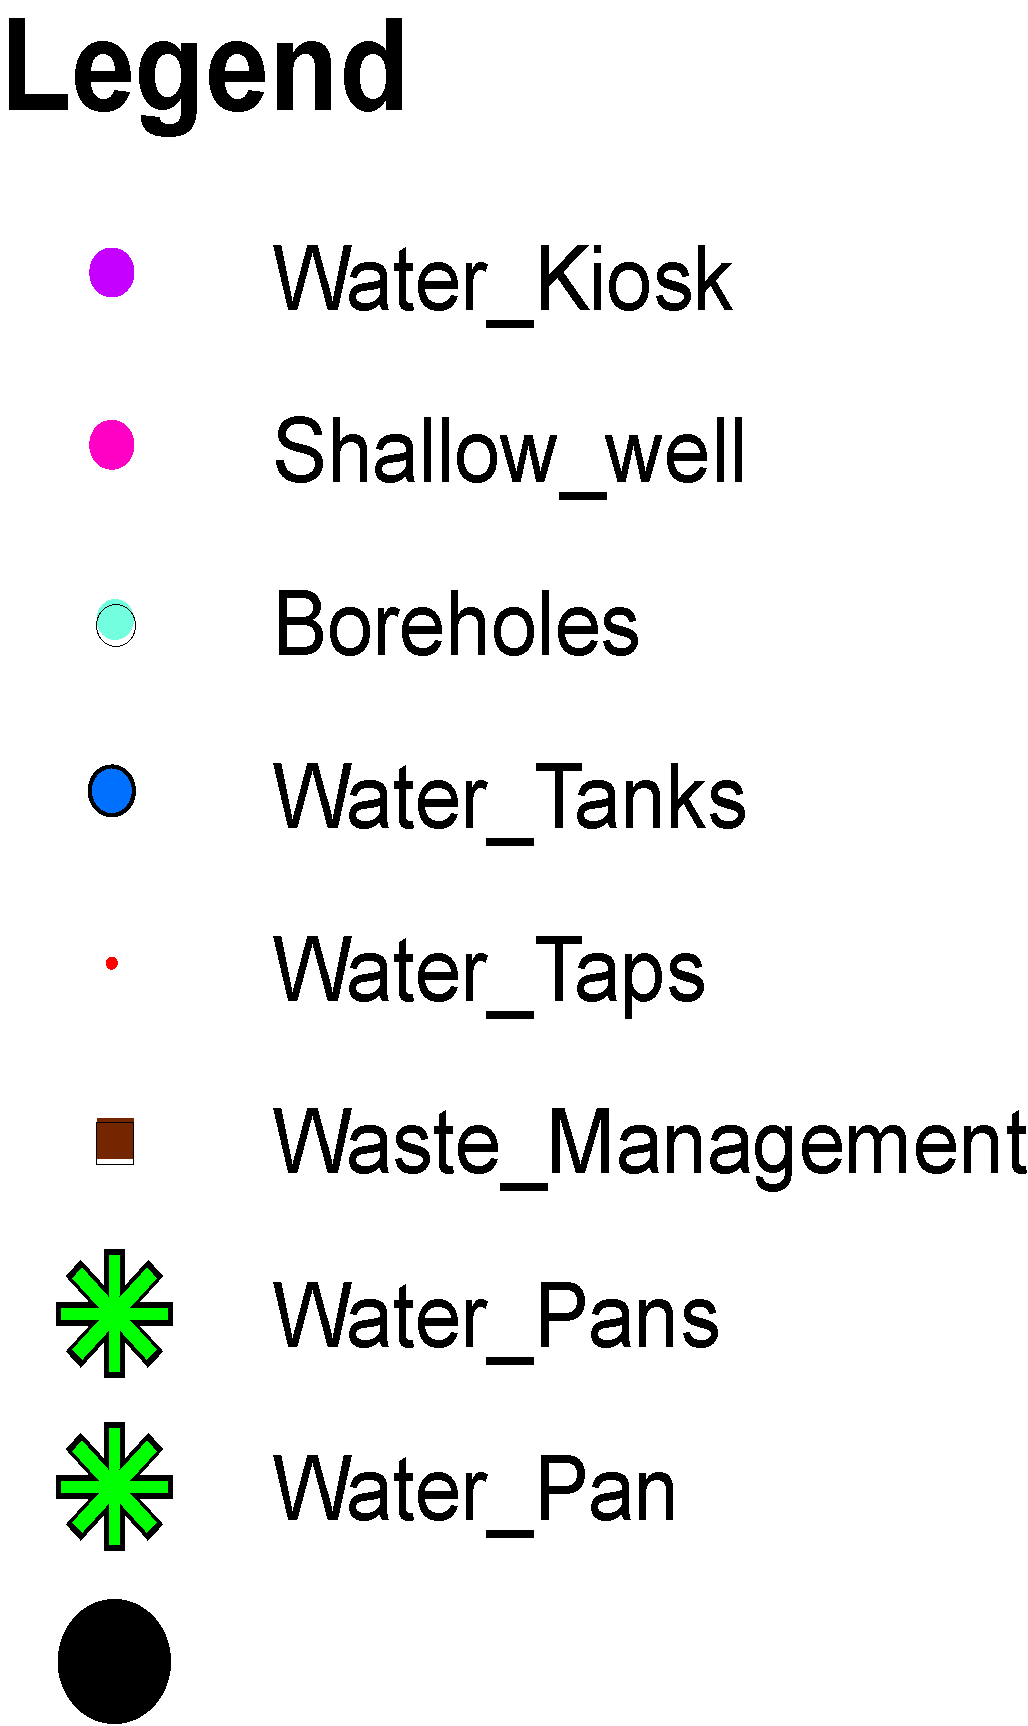 Legend
Water_Kiosk
Shallow_well
Boreholes
Water_Tanks
Water_Taps
Waste_Management
Water_Pans
Water_Pan